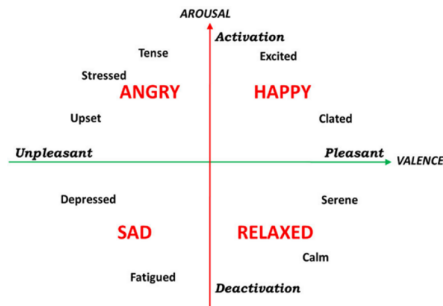 AROUSAL
Activation
Tense
Excited
Stressed
ANGRY
HAPPY
Upset
Clated
Unpleasant
Pleasant
VALENCE
Depressed
Serene
SAD
RELAXED
Calm
Fatigued
Deactivation